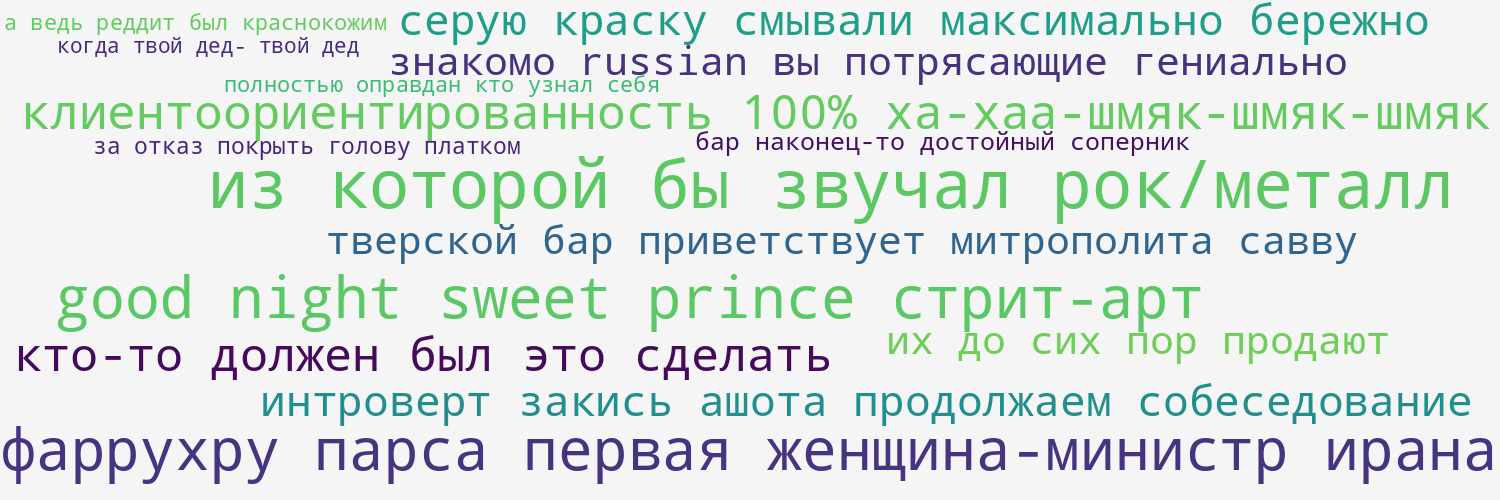 а ведь реддит был краснокожим
серую краску смывали максимально бережно
когда твой дед- твой дед
знакомо russian вы потрясающие гениально
полностью оправдан кто узнал себя
клиентоориентированность 100% ха-хаа-шмяк-шмяк-шмяк
за отказ покрыть голову платком
бар наконец-то достойный соперник
из которой бы звучал рок/металл
тверской бар приветствует митрополита савву
good night sweet prince стрит-арт
кто-то должен был это сделать
их до сих пор продают
интроверт закись ашота продолжаем собеседование
фаррухру парса первая женщина-министр ирана